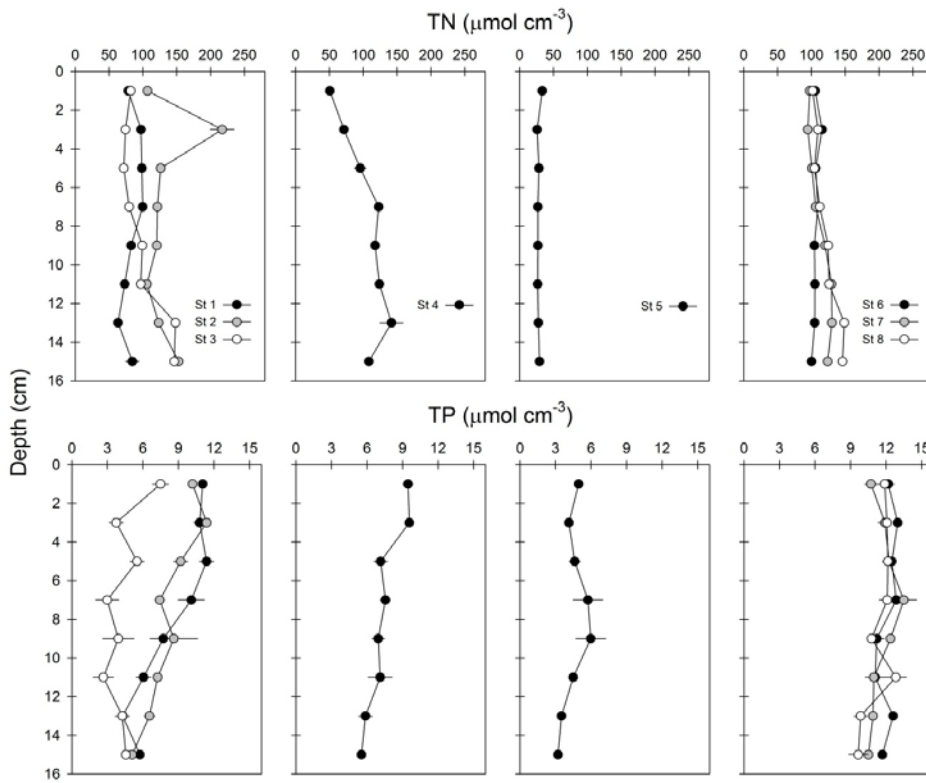 TN (μmol cm⁻³)
0 50 100 150 200 250 0 50 100 150 200 250 0 50 100 150 200 250 0 50 100 150 200 250
0
2
4
6
8
10
12
14
16
St 1
St 2
St 3
St 4
St 5
St 6
St 7
St 8
Depth (cm)
TP (μmol cm⁻³)
0 3 6 9 12 15 0 3 6 9 12 15 0 3 6 9 12 15 0 3 6 9 12 15
0
2
4
6
8
10
12
14
16